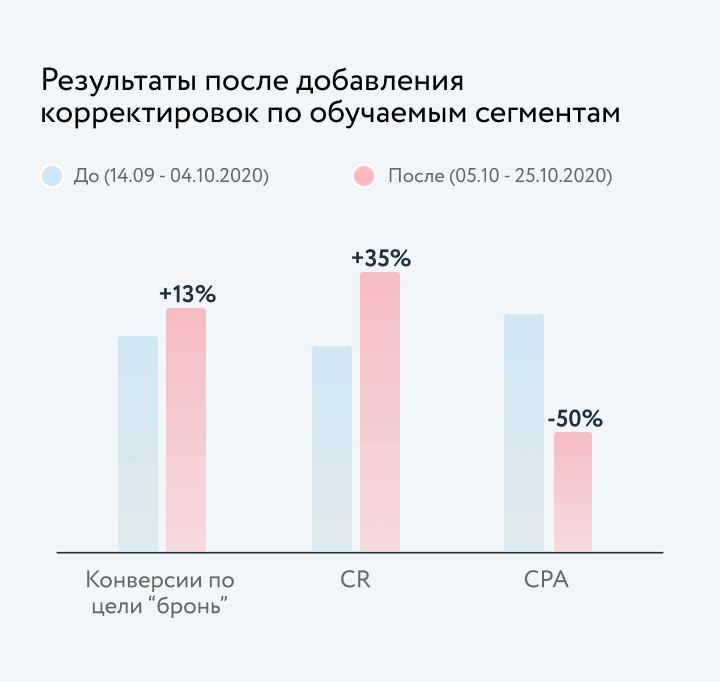 Результаты после добавления
корректировок по обучаемым сегментам
До (14.09 - 04.10.2020)
После (05.10 - 25.10.2020)
+13%
+35%
-50%
Конверсии по
цели “бронь”
CR
CPA